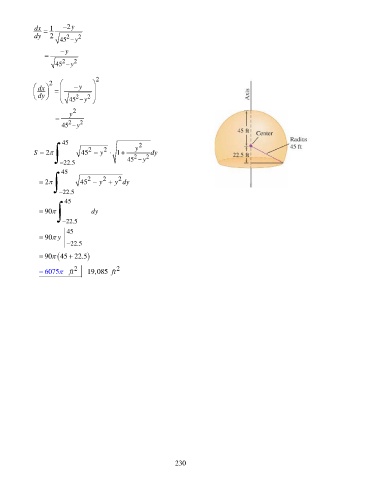 dx/dy = 1/2 · −2y/√(45² − y²)
= −y/√(45² − y²)
(dx/dy)² = (−y/√(45² − y²))²
= y²/(45² − y²)
S = 2π ∫_{−22.5}^{45} √(45² − y²) · √(1 + y²/(45² − y²)) dy
= 2π ∫_{−22.5}^{45} √(45² − y² + y²) dy
= 90π ∫_{−22.5}^{45} dy
= 90π y |_{−22.5}^{45}
= 90π (45 + 22.5)
= 6075π ft² | 19,085 ft²
Axis
45 ft
Center
Radius
45 ft
22.5 ft
230